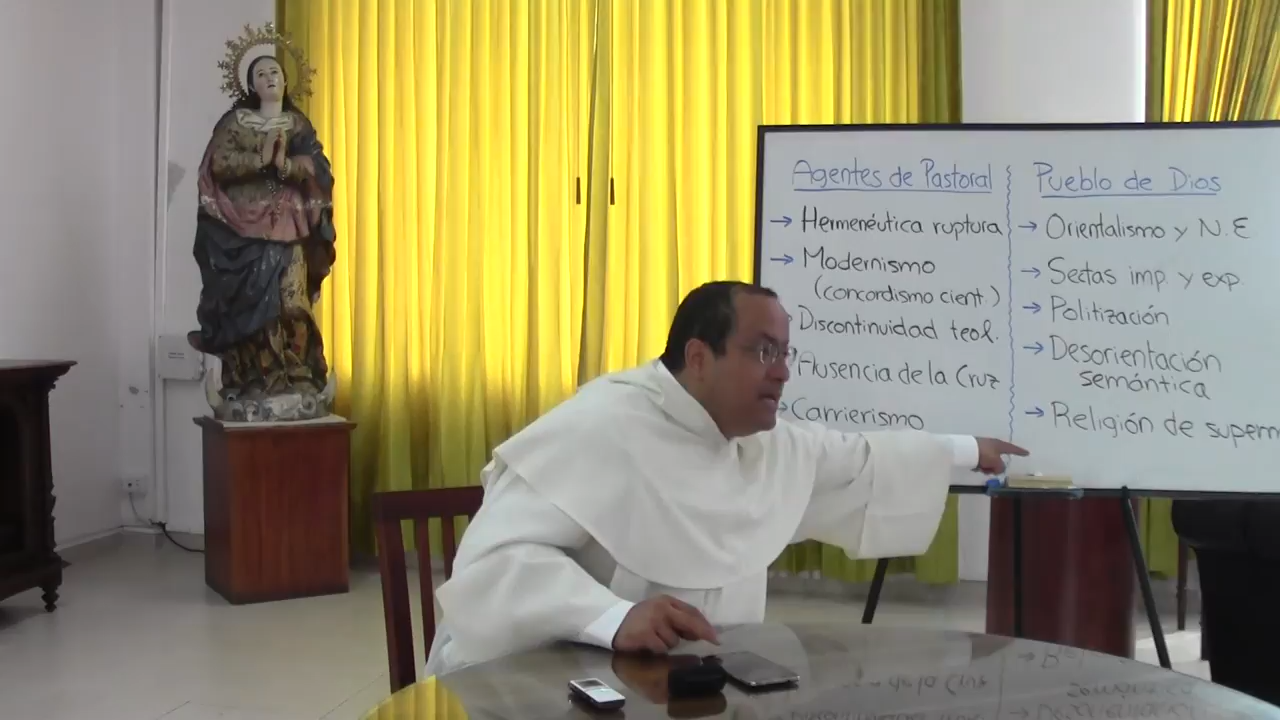 Agentes de Pastoral
→ Hermenéutica ruptura
→ Modernismo
(concordismo cient.)
Discontinuidad teol.
Ausencia de la Cruz
→ Carrierismo
Pueblo de Dios
→ Orientalismo y N.E
→ Sectas imp. y exp.
→ Politización
→ Desorientación
semántica
→ Religión de